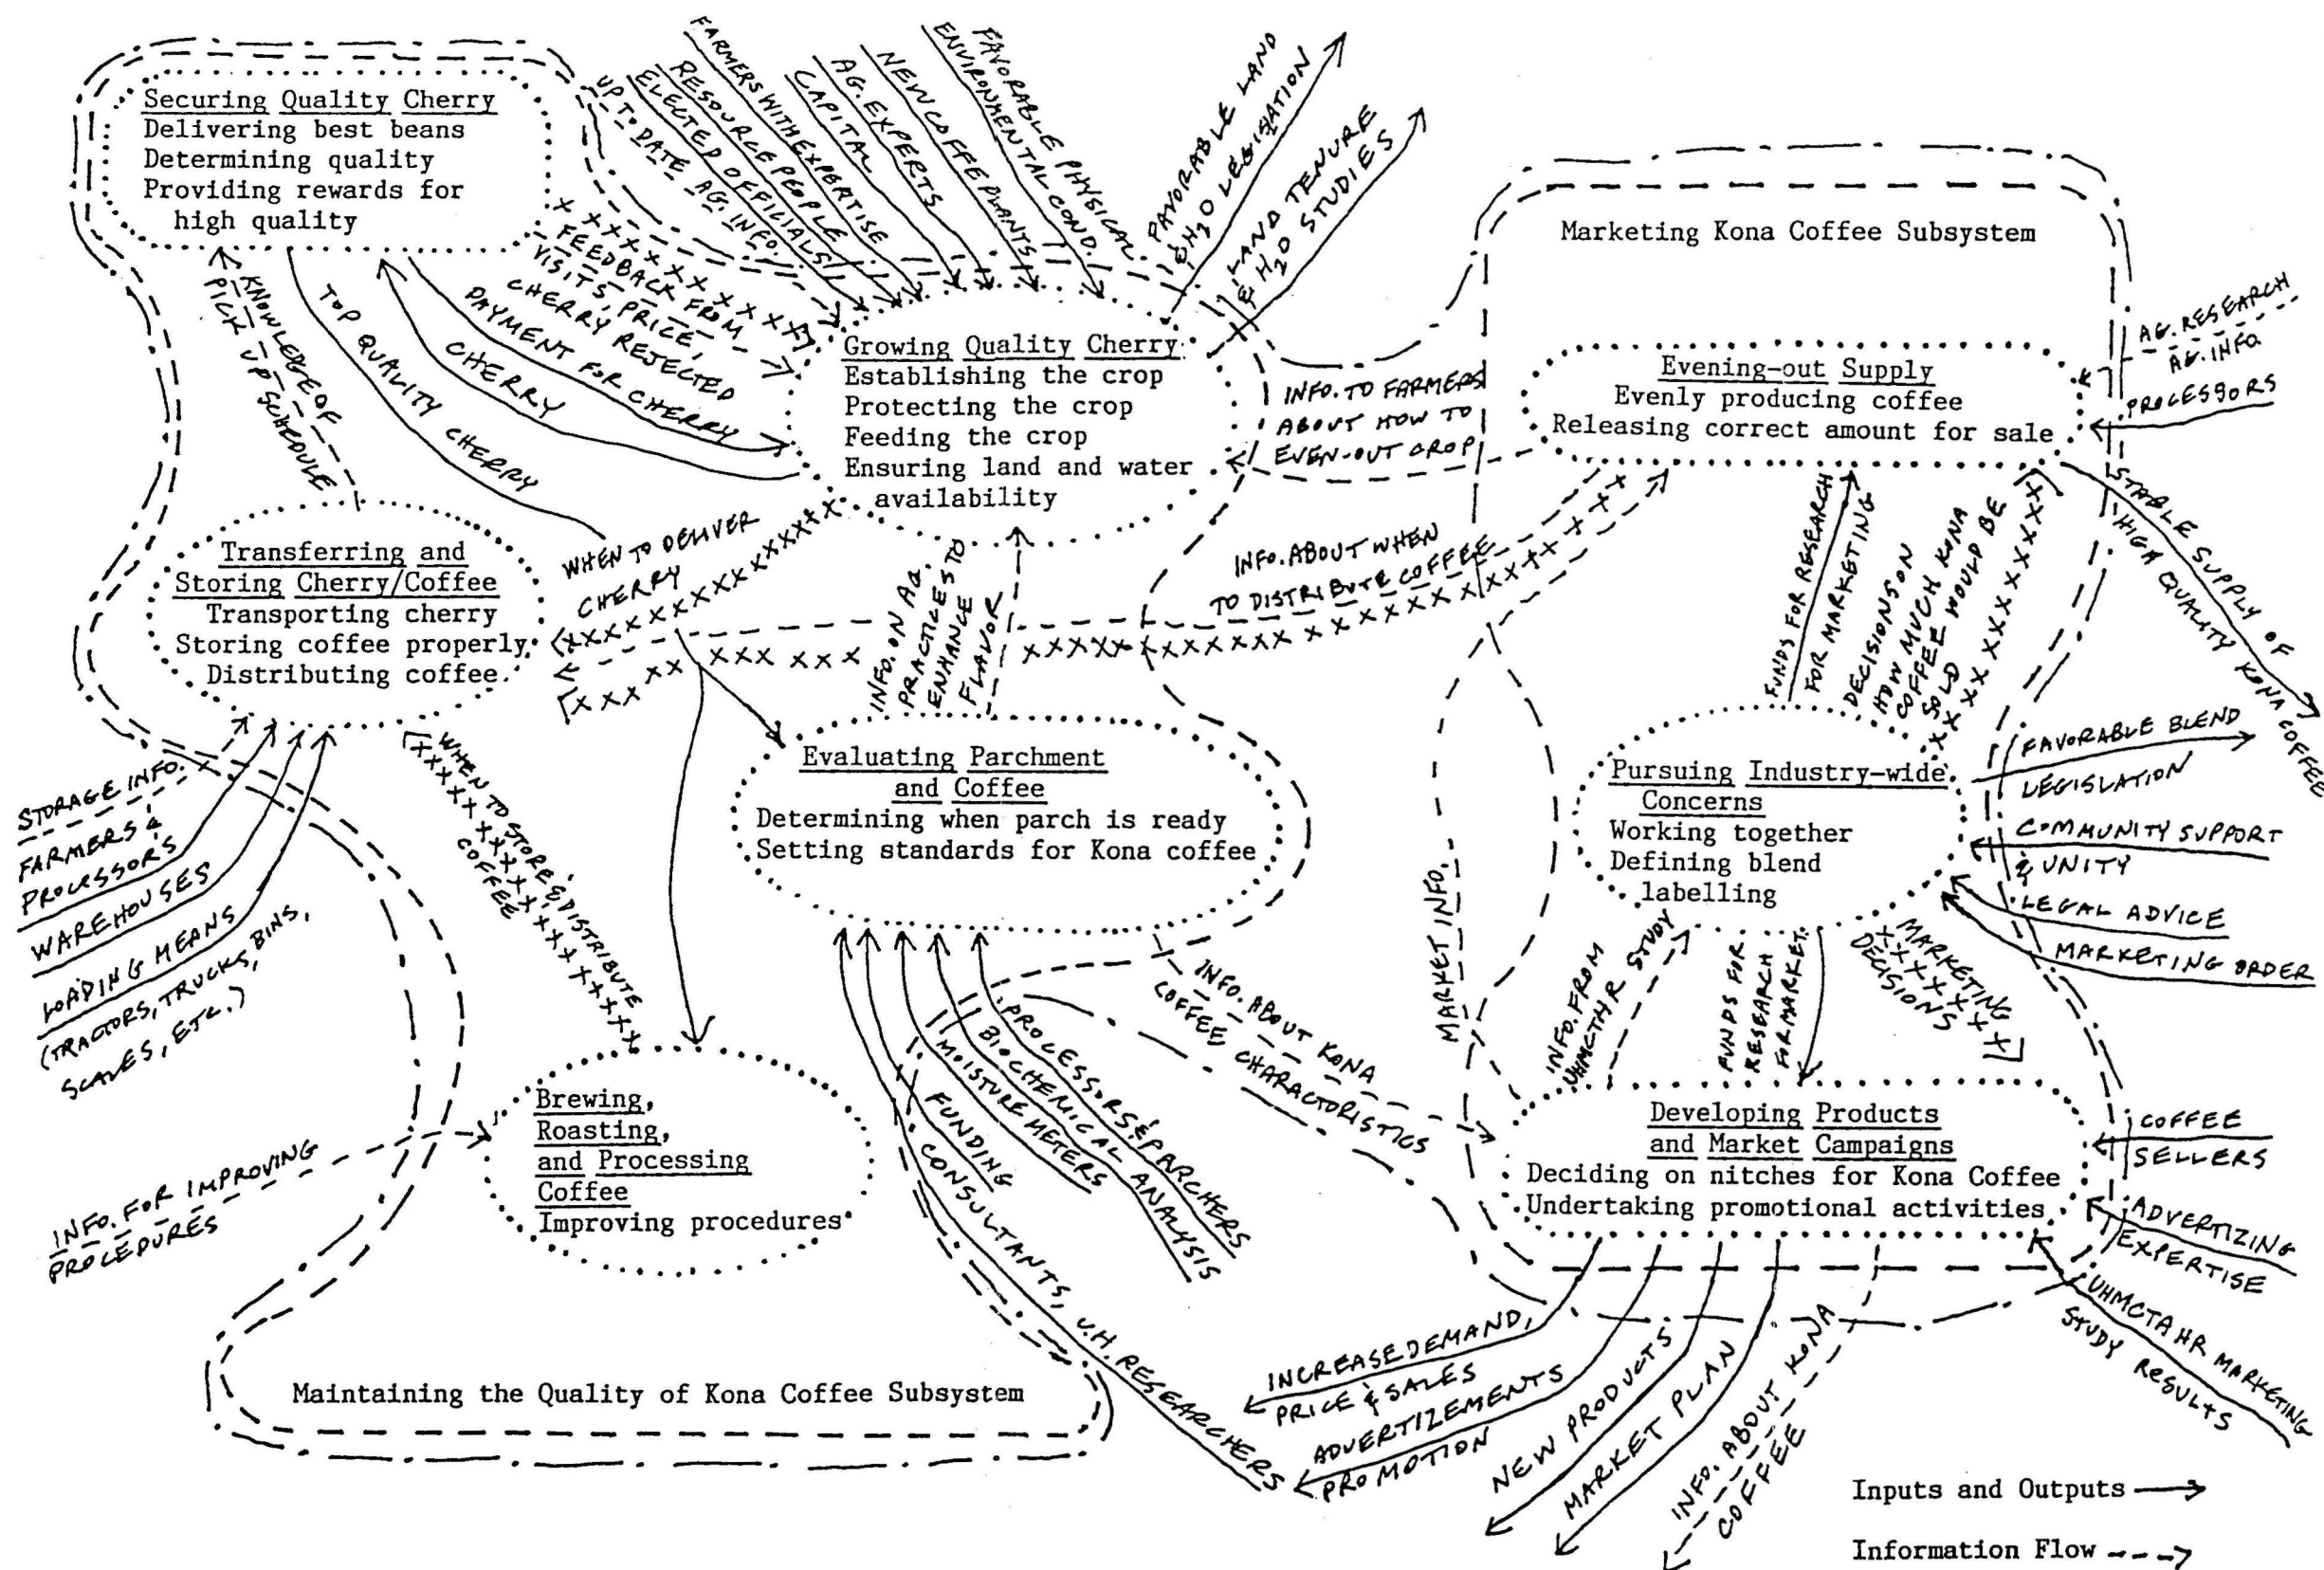 Securing Quality Cherry
Delivering best beans
Determining quality
Providing rewards for
high quality
UP TO DATE AG. INFO.
ELECTED OFFICIALS
RESOURCE PEOPLE
FARMERS WITH EXPERTISE
CAPITAL
AG. EXPERTS
NEW COFFEE PLANTS
FAVORABLE PHYSICAL
ENVIRONMENTAL COND.
FAVORABLE LAND
& H2O LEGISLATION
LAND TENURE
& H2O STUDIES
FEEDBACK FROM
VISITS, PRICE,
CHERRY REJECTED
PAYMENT FOR CHERRY
CHERRY
TOP QUALITY CHERRY
KNOWLEDGE OF
PICK UP SCHEDULE
Growing Quality Cherry
Establishing the crop
Protecting the crop
Feeding the crop
Ensuring land and water
availability
INFO. TO FARMERS
ABOUT HOW TO
EVEN-OUT CROP
Marketing Kona Coffee Subsystem
Evening-out Supply
Evenly producing coffee
Releasing correct amount for sale
AG. RESEARCH
AG. INFO.
PROCESSORS
STABLE SUPPLY OF
HIGH QUALITY KONA COFFEE
Transferring and
Storing Cherry/Coffee
Transporting cherry
Storing coffee properly
Distributing coffee
WHEN TO DELIVER
CHERRY
INFO. ABOUT WHEN
TO DISTRIBUTE COFFEE
INFO. ON AG.
PRACTICES TO
ENHANCE
FLAVOR
FUNDS FOR RESEARCH
FOR MARKETING
DECISIONS ON
HOW MUCH KONA
COFFEE WOULD BE
SOLD
STORAGE INFO.
FARMERS &
PROCESSORS
WAREHOUSES
LOADING MEANS
(TRACTORS, TRUCKS, BINS,
SCALES, ETC.)
WHEN TO STORE & DISTRIBUTE
COFFEE
Evaluating Parchment
and Coffee
Determining when parch is ready
Setting standards for Kona coffee
Pursuing Industry-wide
Concerns
Working together
Defining blend
labelling
FAVORABLE BLEND
LEGISLATION
COMMUNITY SUPPORT
& UNITY
LEGAL ADVICE
MARKETING ORDER
MARKET INFO.
INFO. FROM
UHMCTHR STUDY
FUNDS FOR
RESEARCH
FOR MARKET.
MARKETING
DECISIONS
INFO. ABOUT KONA
COFFEE CHARACTORISTICS
PROCESSORS & PARCHERS
BIOCHEMICAL ANALYSIS
MOISTURE METERS
FUNDING
CONSULTANTS, U.H. RESEARCHERS
Brewing,
Roasting,
and Processing
Coffee
Improving procedures
INFO. FOR IMPROVING
PROCEDURES
Developing Products
and Market Campaigns
Deciding on nitches for Kona Coffee
Undertaking promotional activities
COFFEE
SELLERS
ADVERTIZING
EXPERTISE
UHMCTAHR MARKETING
STUDY RESULTS
INCREASE DEMAND,
PRICE & SALES
ADVERTIZEMENTS
PROMOTION
NEW PRODUCTS
MARKET PLAN
INFO. ABOUT KONA
COFFEE
Maintaining the Quality of Kona Coffee Subsystem
Inputs and Outputs
Information Flow